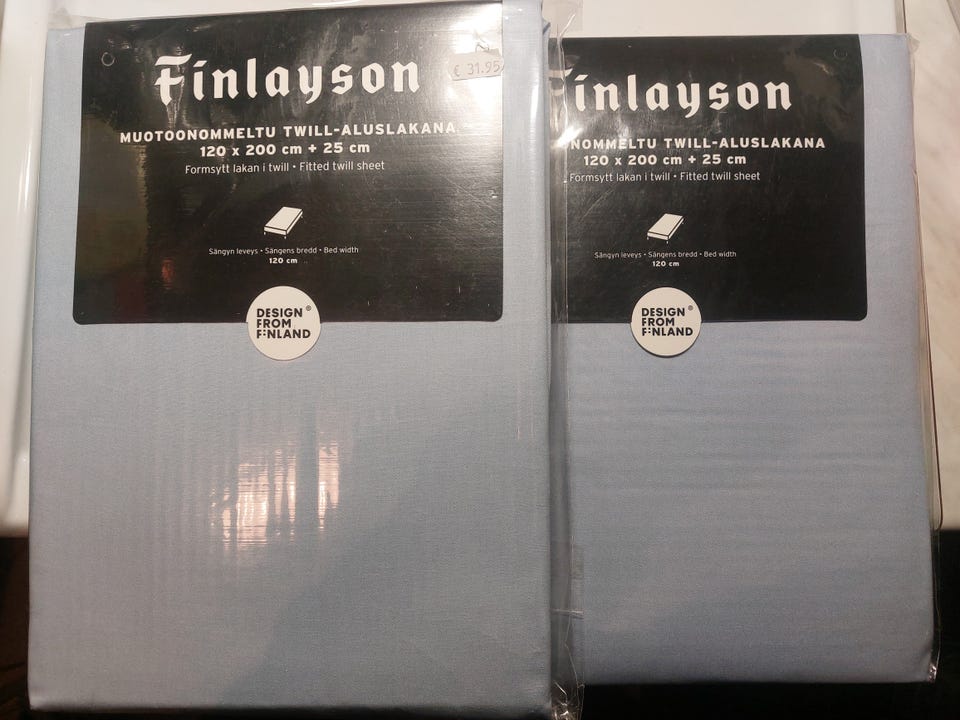 Finlayson
€ 31.95
MUOTOONOMMELTU TWILL-ALUSLAKANA
120 x 200 cm + 25 cm
Formsytt lakan i twill • Fitted twill sheet
Sängyn leveys • Sängens bredd • Bed width
120 cm
DESIGN ®
FROM
FINLAND
Finlayson
NOMMELTU TWILL-ALUSLAKANA
120 x 200 cm + 25 cm
Formsytt lakan i twill • Fitted twill sheet
Sängyn leveys • Sängens bredd • Bed width
120 cm
DESIGN ®
FROM
FINLAND